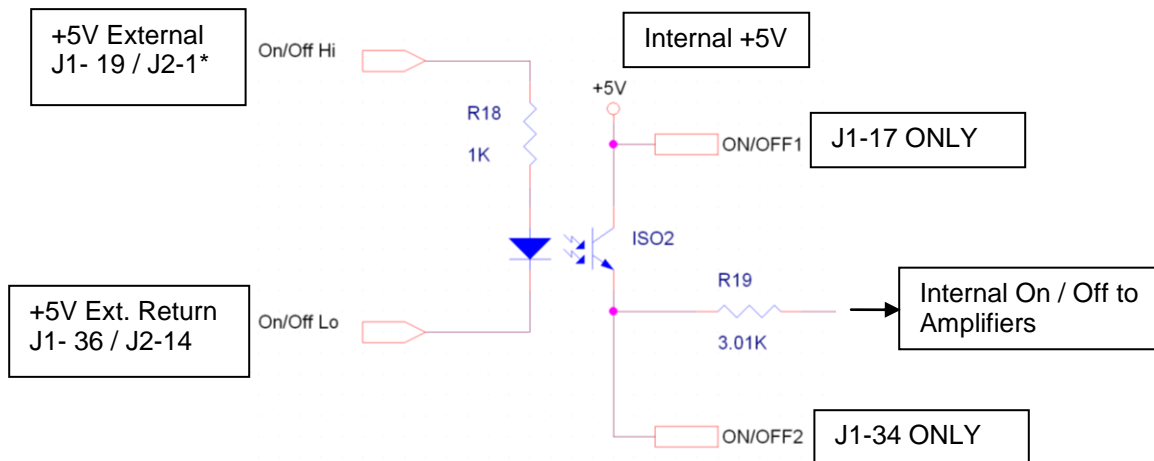 +5V External
J1- 19 / J2-1*
On/Off Hi
Internal +5V
+5V
R18
1K
ON/OFF1
J1-17 ONLY
ISO2
R19
3.01K
Internal On / Off to
Amplifiers
+5V Ext. Return
J1- 36 / J2-14
On/Off Lo
ON/OFF2
J1-34 ONLY